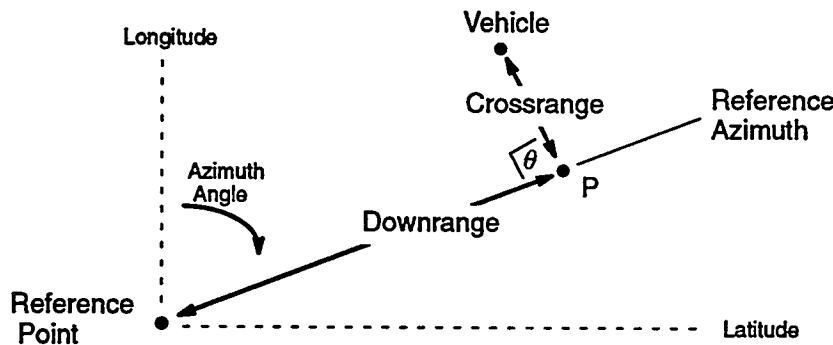 Vehicle
Longitude
Crossrange
Reference
Azimuth
θ
Azimuth
Angle
P
Downrange
Reference
Point
Latitude